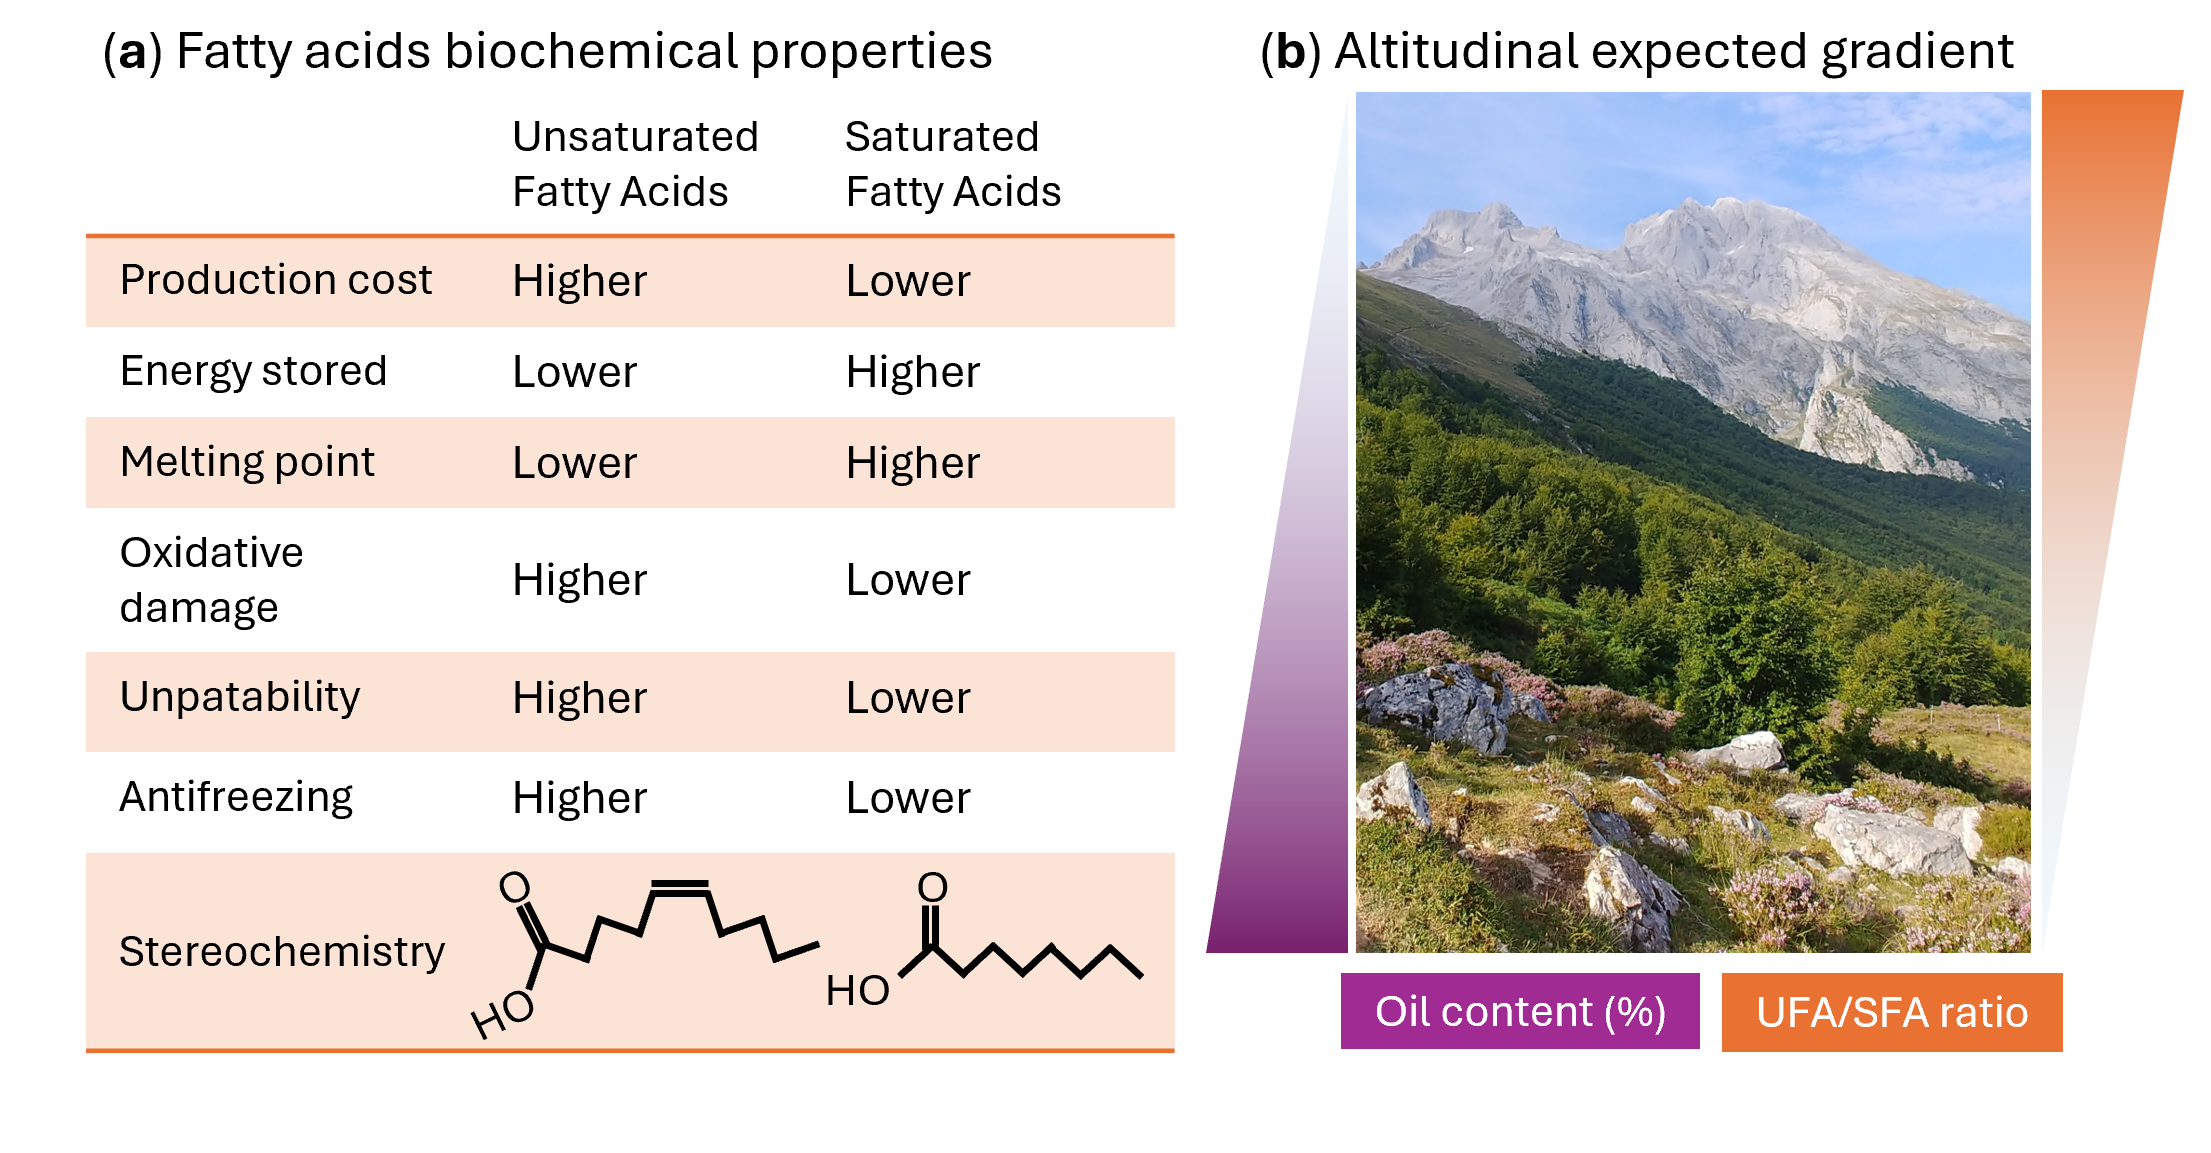 (a) Fatty acids biochemical properties
Unsaturated Fatty Acids
Saturated Fatty Acids
Production cost Higher Lower
Energy stored Lower Higher
Melting point Lower Higher
Oxidative damage Higher Lower
Unpatability Higher Lower
Antifreezing Higher Lower
Stereochemistry
O
HO
O
HO
(b) Altitudinal expected gradient
Oil content (%)
UFA/SFA ratio